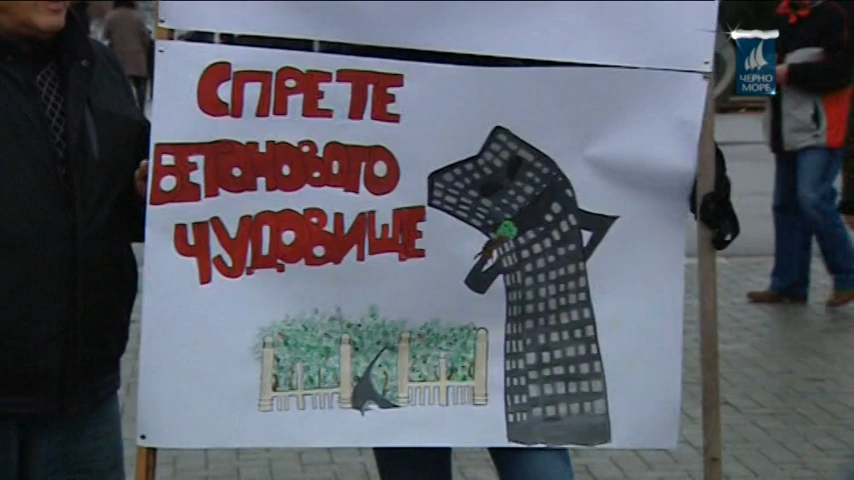 СПРЕТЕ
БЕТОНОВОТО
ЧУДОВИЩЕ
ЧЕРНО
МОРЕ